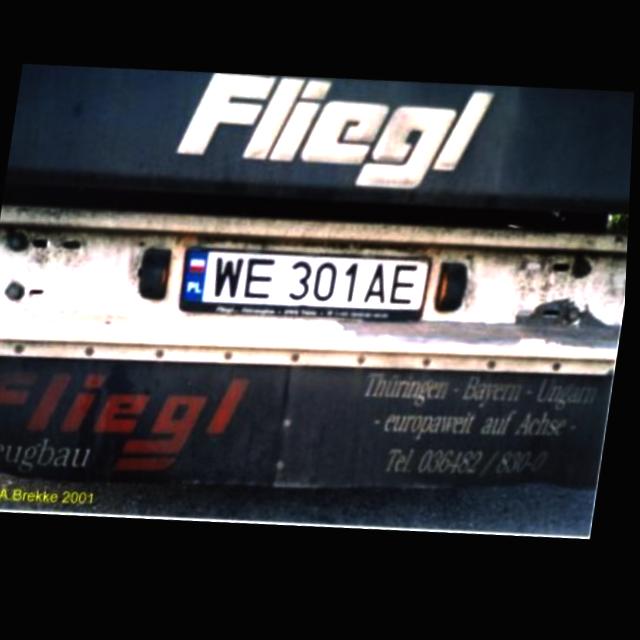 Fliegl
PL WE 301AE
Fliegl
Thüringen - Bayern - Ungarn
- europaweit auf Achse -
eugbau
Tel. 036482 / 830-0
A.Brekke 2001